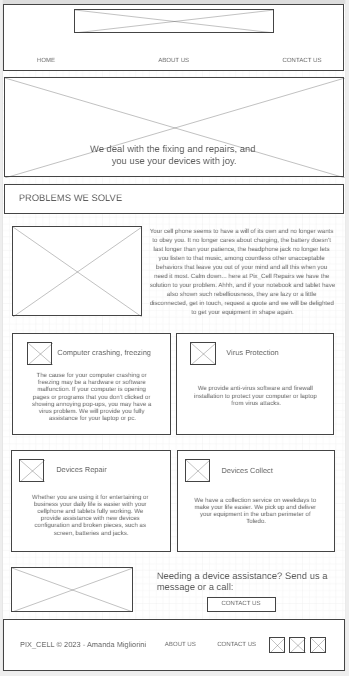 HOME ABOUT US CONTACT US
We deal with the fixing and repairs, and
you use your devices with joy.
PROBLEMS WE SOLVE
Your cell phone seems to have a will of its own and no longer wants
to obey you. It no longer cares about charging, the battery doesn't
last longer than your patience, the headphone jack no longer lets
you listen to that music, among countless other unacceptable
behaviors that leave you out of your mind and all this when you
need it most. Calm down... here at Pix_Cell Repairs we have the
solution to your problem. Ahhh, and if your notebook and tablet have
also shown such rebelliousness, they are lazy or a little
disconnected, get in touch, request a quote and we will be delighted
to get your equipment in shape again.
Computer crashing, freezing
The cause for your computer crashing or
freezing may be a hardware or software
malfunction. If your computer is opening
pages or programs that you don't clicked or
showing annoying pop-ups, you may have a
virus problem. We will provide you fully
assistance for your laptop or pc.
Virus Protection
We provide anti-virus software and firewall
installation to protect your computer or laptop
from virus attacks.
Devices Repair
Whether you are using it for entertaining or
business your daily life is easier with your
cellphone and tablets fully working. We
provide assistance with new devices
configuration and broken pieces, such as
screen, batteries and jacks.
Devices Collect
We have a collection service on weekdays to
make your life easier. We pick up and deliver
your equipment in the urban perimeter of
Toledo.
Needing a device assistance? Send us a
message or a call:
CONTACT US
PIX_CELL © 2023 - Amanda Miglionni ABOUT US CONTACT US